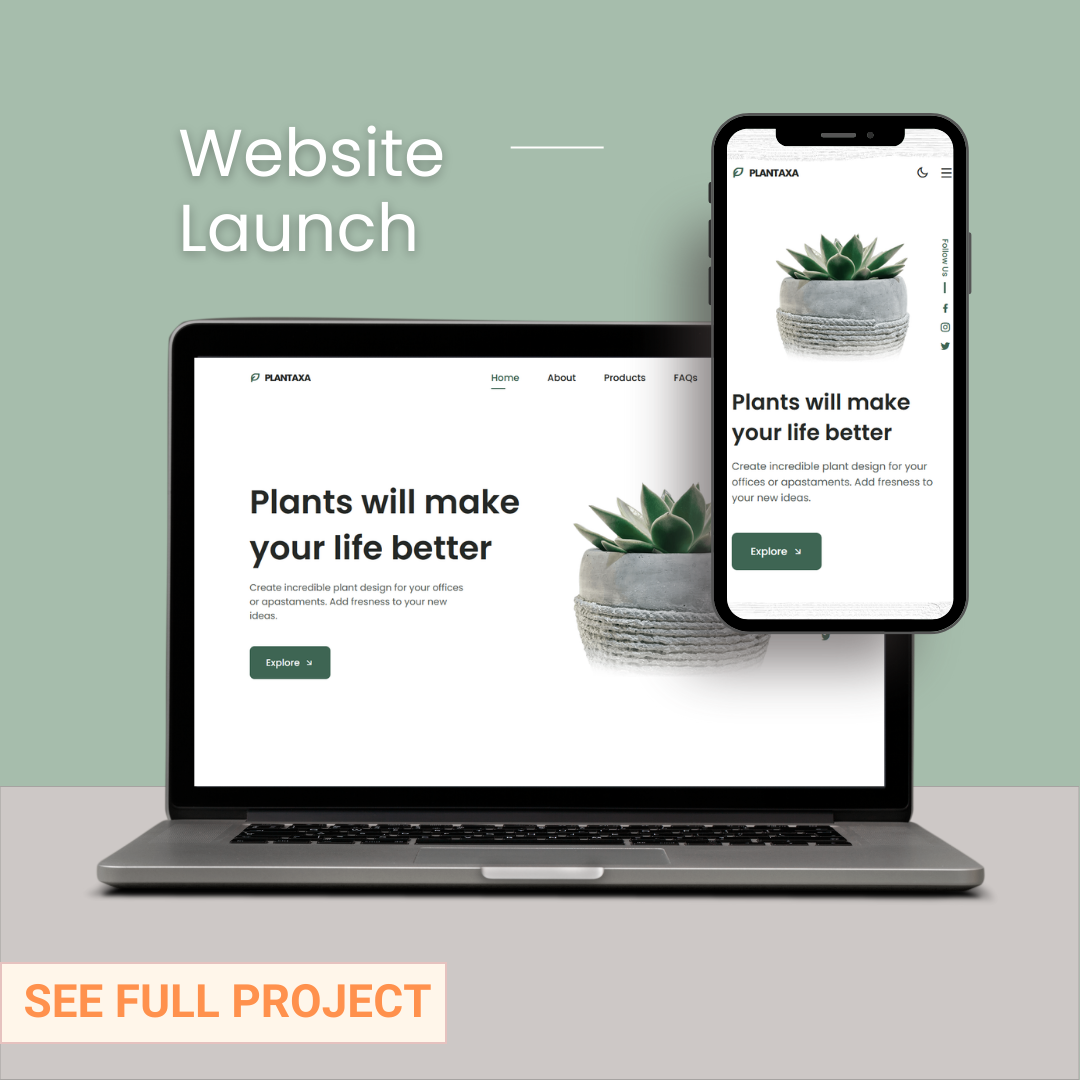 Website
Launch
PLANTAXA
Home About Products FAQs
Plants will make
your life better
Create incredible plant design for your offices
or apastaments. Add fresness to your new
ideas.
Explore
PLANTAXA
Follow Us
Plants will make
your life better
Create incredible plant design for your
offices or apastaments. Add fresness to
your new ideas.
Explore
SEE FULL PROJECT